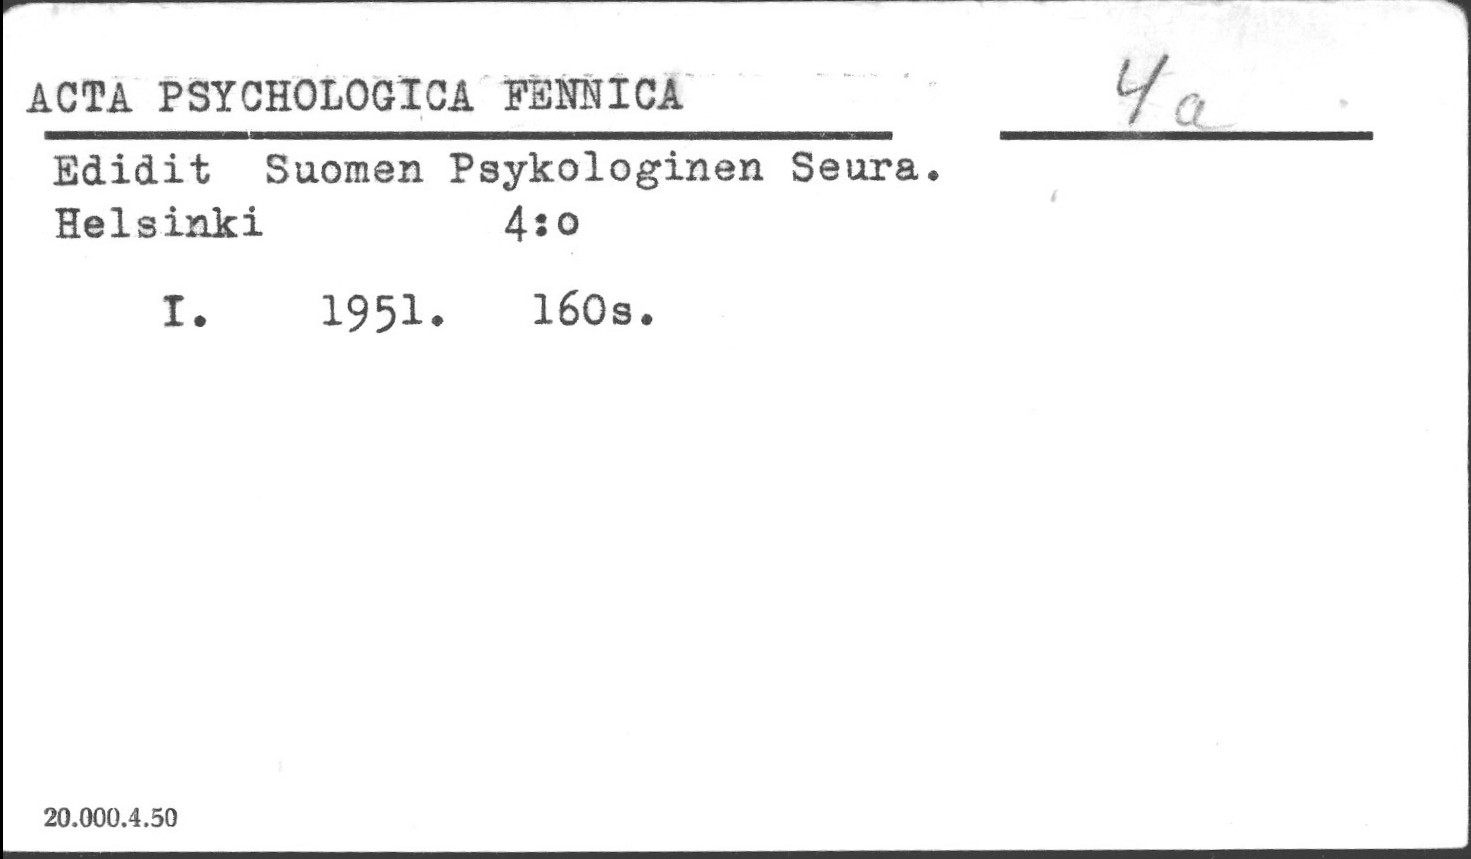 ACTA PSYCHOLOGICA FENNICA
4a
Edidit Suomen Psykologinen Seura.
Helsinki 4:o
I. 1951. 160s.
20.000.4.50